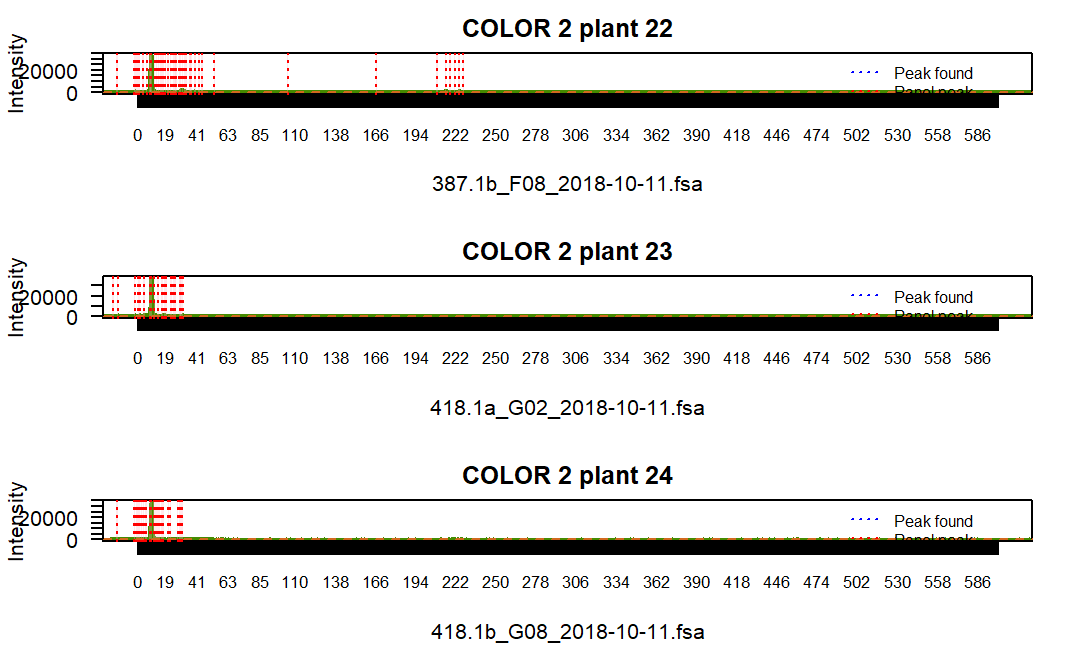 COLOR 2 plant 22
Intensity
20000
0
Peak found
Panel peak
0 19 41 63 85 110 138 166 194 222 250 278 306 334 362 390 418 446 474 502 530 558 586
387.1b_F08_2018-10-11.fsa
COLOR 2 plant 23
Intensity
20000
0
Peak found
Panel peak
0 19 41 63 85 110 138 166 194 222 250 278 306 334 362 390 418 446 474 502 530 558 586
418.1a_G02_2018-10-11.fsa
COLOR 2 plant 24
Intensity
20000
0
Peak found
Panel peak
0 19 41 63 85 110 138 166 194 222 250 278 306 334 362 390 418 446 474 502 530 558 586
418.1b_G08_2018-10-11.fsa